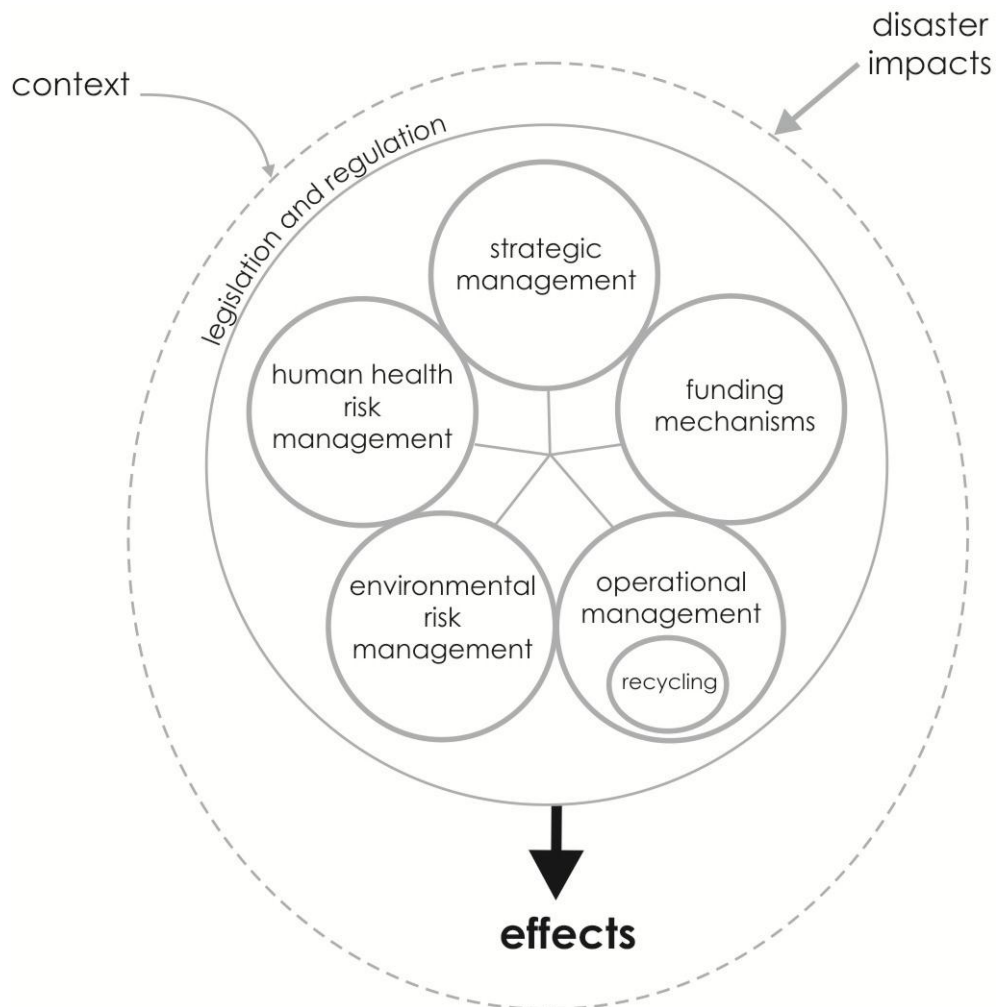 disaster
impacts
context
legislation and regulation
strategic
management
human health
risk
management
funding
mechanisms
environmental
risk
management
operational
management
recycling
effects